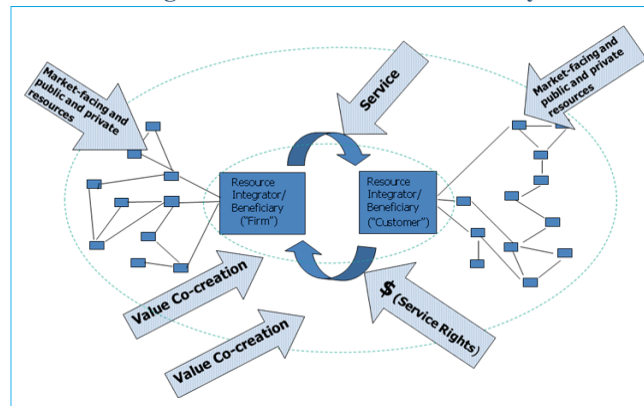 Market-facing and
public and private
resources
Service
Market-facing and
public and private
resources
Resource
Integrator/
Beneficiary
("Firm")
Resource
Integrator/
Beneficiary
("Customer")
Value Co-creation
Value Co-creation
$ (Service Rights)